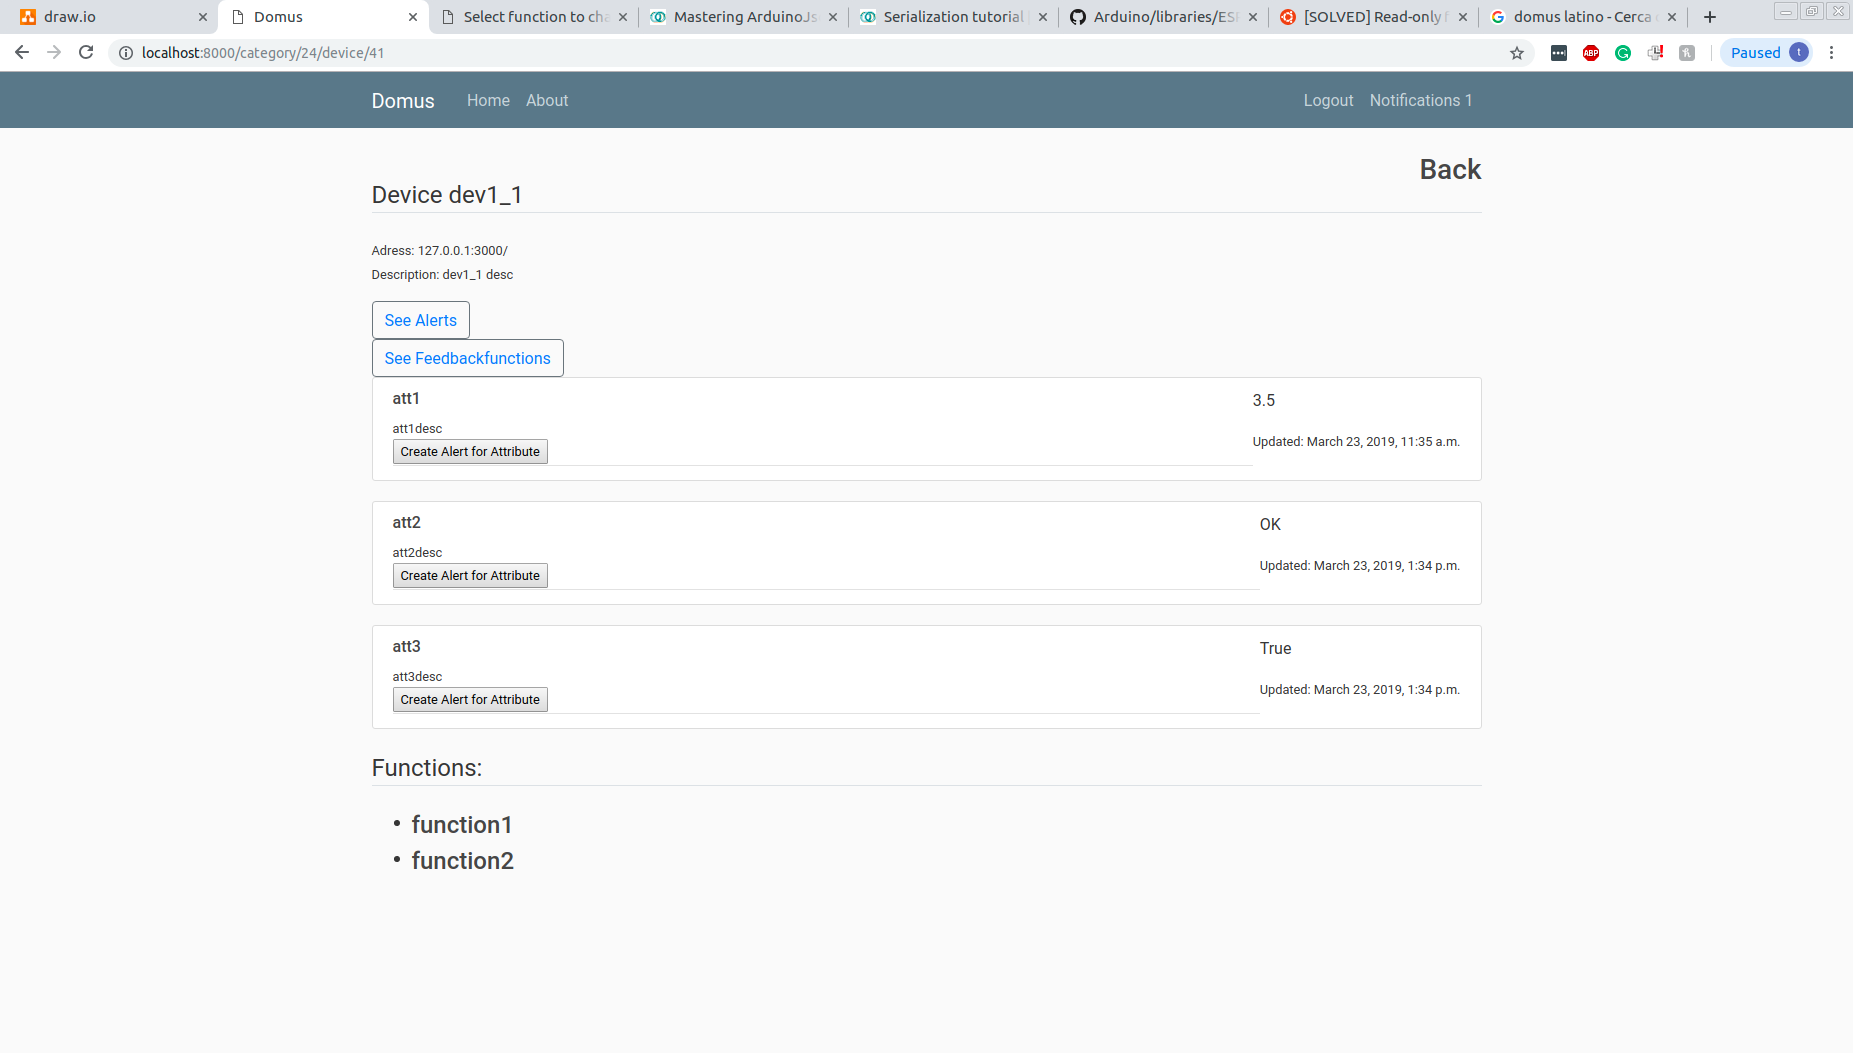 draw.io
Domus
Select function to cha
Mastering ArduinoJs
Serialization tutorial
Arduino/libraries/ESP
[SOLVED] Read-only f
domus latino - Cerca
localhost:8000/category/24/device/41
ABP
Paused t
Domus Home About Logout Notifications 1
Back
Device dev1_1
Adress: 127.0.0.1:3000/
Description: dev1_1 desc
See Alerts
See Feedbackfunctions
att1 3.5
att1desc
Updated: March 23, 2019, 11:35 a.m.
Create Alert for Attribute
att2 OK
att2desc
Updated: March 23, 2019, 1:34 p.m.
Create Alert for Attribute
att3 True
att3desc
Updated: March 23, 2019, 1:34 p.m.
Create Alert for Attribute
Functions:
• function1
• function2